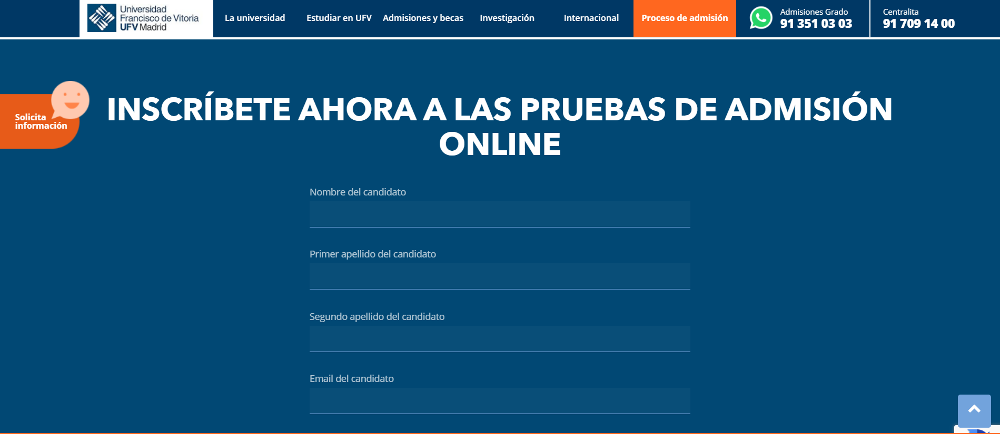 Universidad
Francisco de Vitoria
UFV Madrid
La universidad
Estudiar en UFV
Admisiones y becas
Investigación
Internacional
Proceso de admisión
Admisiones Grado
91 351 03 03
Centralita
91 709 14 00
Solicita
información
INSCRÍBETE AHORA A LAS PRUEBAS DE ADMISIÓN
ONLINE
Nombre del candidato
Primer apellido del candidato
Segundo apellido del candidato
Email del candidato